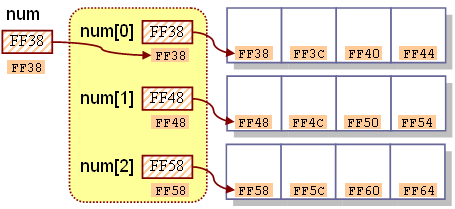 num
FF38
FF38
num[0] FF38
FF38
FF38 FF3C FF40 FF44
num[1] FF48
FF48
FF48 FF4C FF50 FF54
num[2] FF58
FF58
FF58 FF5C FF60 FF64